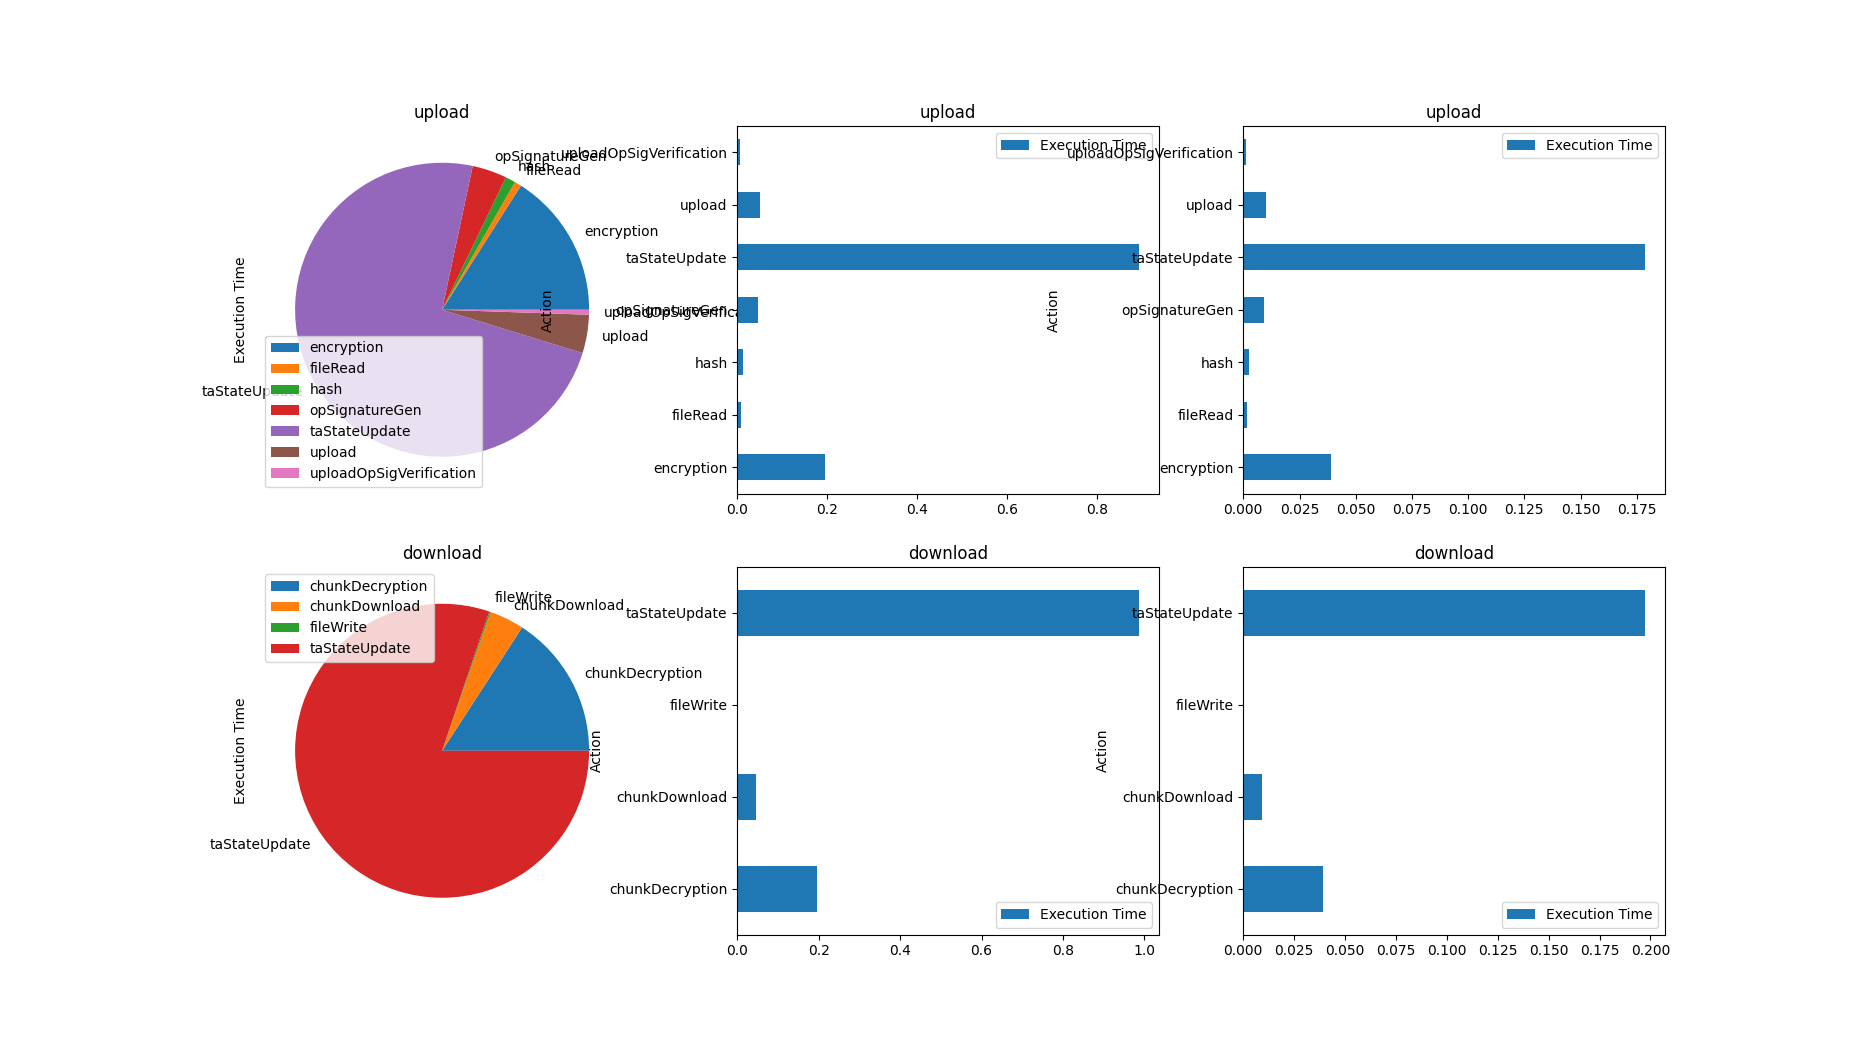 upload
opSignatureGen
uploadOpSigVerification
hash
fileRead
encryption
uploadOpSigVerifica
upload
taStateUpdate
Execution Time
encryption
fileRead
hash
opSignatureGen
taStateUpdate
upload
uploadOpSigVerification
upload
Execution Time
uploadOpSigVerification
upload
taStateUpdate
opSignatureGen
hash
fileRead
encryption
Action
0.0 0.2 0.4 0.6 0.8
upload
Execution Time
uploadOpSigVerification
upload
taStateUpdate
opSignatureGen
hash
fileRead
encryption
Action
0.000 0.025 0.050 0.075 0.100 0.125 0.150 0.175
download
chunkDecryption
chunkDownload
fileWrite
taStateUpdate
fileWrite
chunkDownload
chunkDecryption
taStateUpdate
Execution Time
download
taStateUpdate
fileWrite
chunkDownload
chunkDecryption
Action
Execution Time
0.0 0.2 0.4 0.6 0.8 1.0
download
taStateUpdate
fileWrite
chunkDownload
chunkDecryption
Action
Execution Time
0.000 0.025 0.050 0.075 0.100 0.125 0.150 0.175 0.200